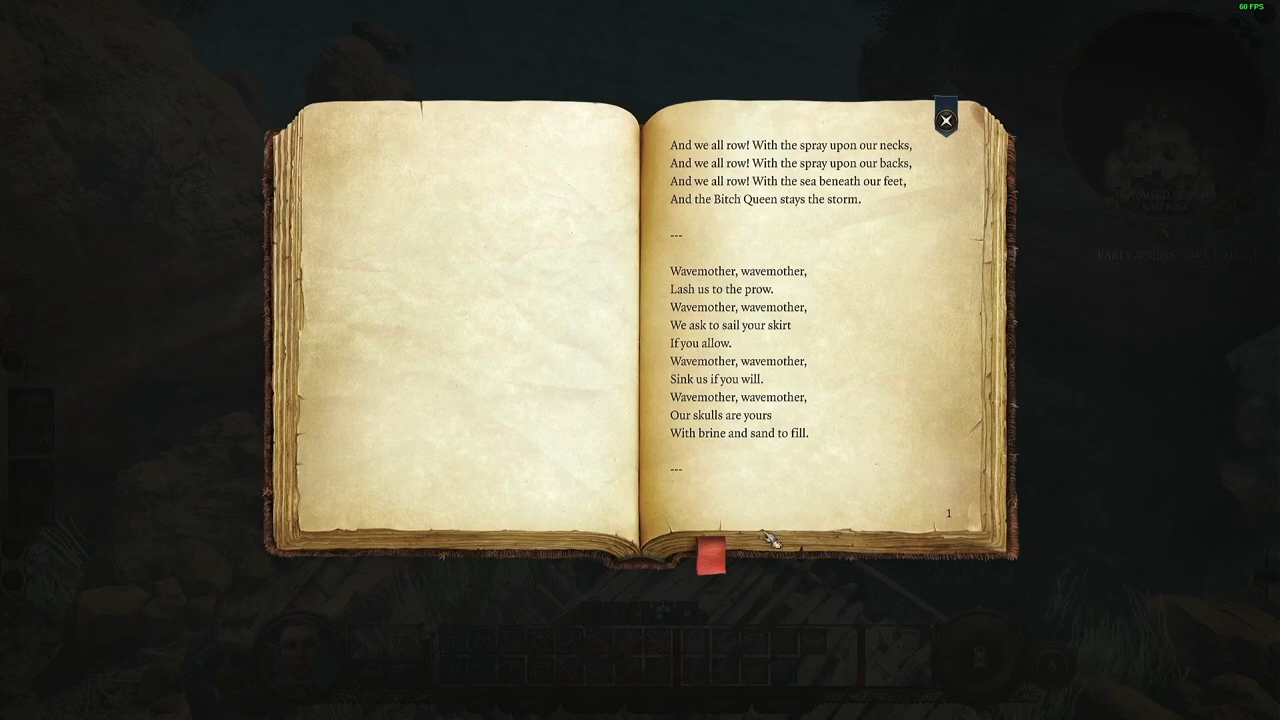 60 FPS
And we all row! With the spray upon our necks,
And we all row! With the spray upon our backs,
And we all row! With the sea beneath our feet,
And the Bitch Queen stays the storm.
---
Wavemother, wavemother,
Lash us to the prow.
Wavemother, wavemother,
We ask to sail your skirt
If you allow.
Wavemother, wavemother,
Sink us if you will.
Wavemother, wavemother,
Our skulls are yours
With brine and sand to fill.
---
1
EARLY ACCESS